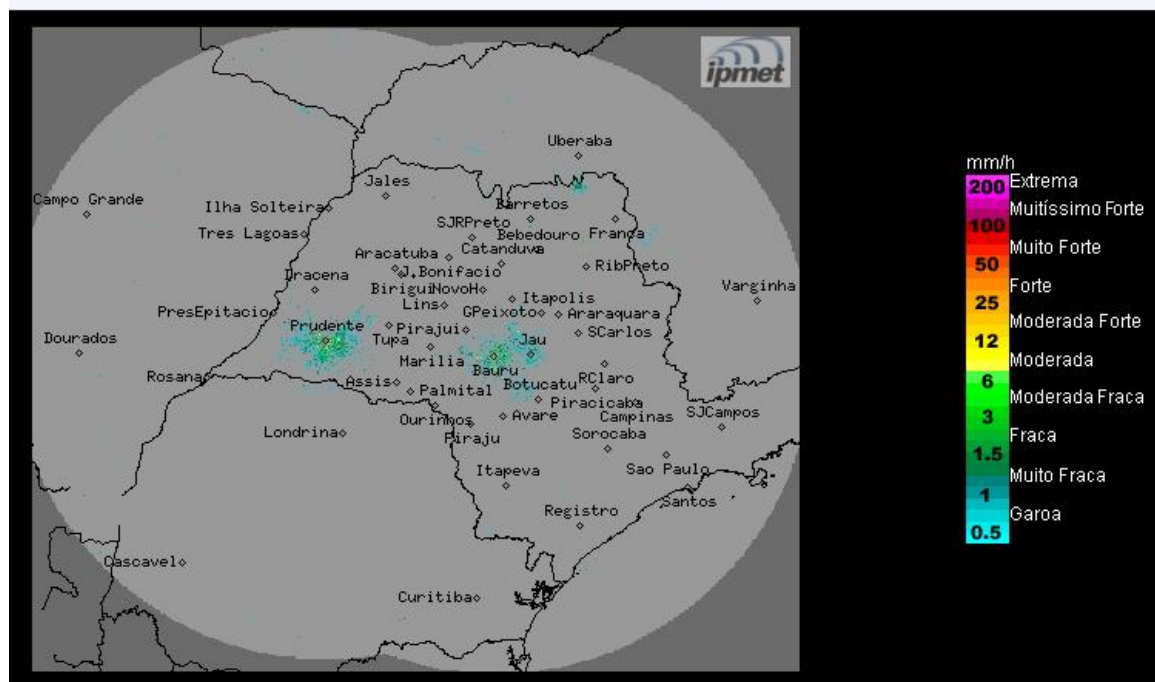 ipmet
Uberaba
Jales
Campo Grande
Ilha Solteira
Barretos
SJRPreto
Tres Lagoas
Bebedouro
Franca
Aracatuba
Catanduva
J.Bonifacio
RibPreto
Dracena
Birigui
NovoH
Itapolis
Varginha
Lins
GPeixoto
Araraquara
PresEpitacio
Prudente
Tupa
Pirajui
SCarlos
Dourados
Jau
Marilia
Bauru
Rosana
Assis
Botucatu
RClaro
Palmital
Piracicaba
Ourinhos
Avare
Campinas
SJCampos
Londrina
Piraju
Sorocaba
Itapeva
Sao Paulo
Santos
Registro
Cascavel
Curitiba
mm/h
200 Extrema
Muitíssimo Forte
100
Muito Forte
50
Forte
25
Moderada Forte
12
Moderada
6
Moderada Fraca
3
Fraca
1.5
Muito Fraca
1
Garoa
0.5